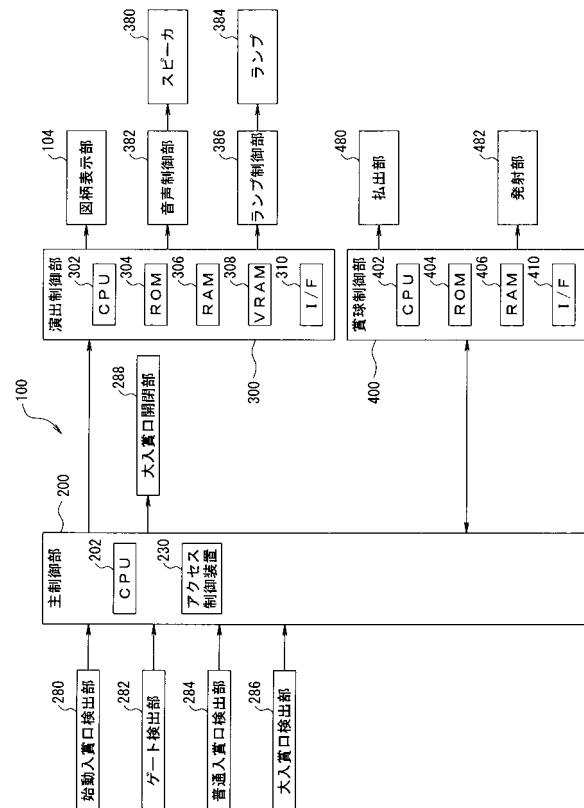 100
200
主制御部
202
CPU
230
アクセス
制御装置
280
始動入賞口検出部
282
ゲート検出部
284
普通入賞口検出部
286
大入賞口検出部
288
大入賞口開閉部
300
演出制御部
302
CPU
304
ROM
306
RAM
308
VRAM
310
I/F
104
図柄表示部
382
音声制御部
380
スピーカ
386
ランプ制御部
384
ランプ
400
賞球制御部
402
CPU
404
ROM
406
RAM
410
I/F
480
払出部
482
発射部